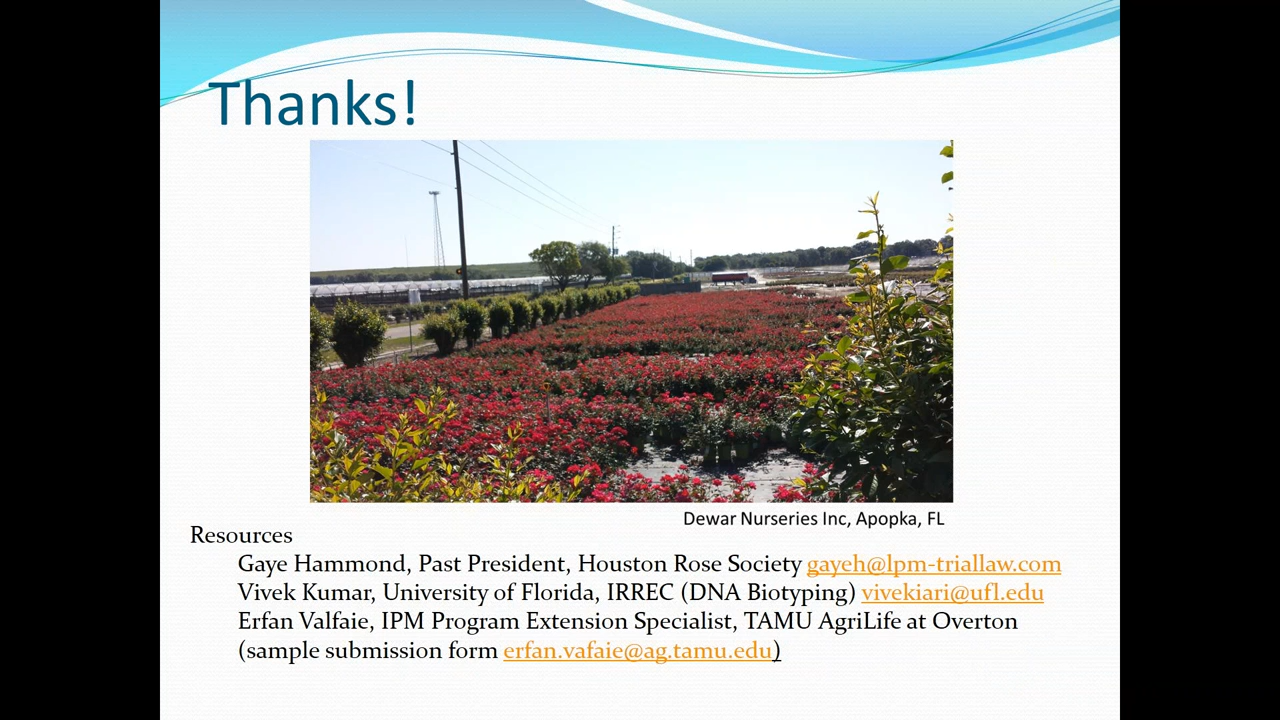 Thanks!
Dewar Nurseries Inc, Apopka, FL
Resources
Gaye Hammond, Past President, Houston Rose Society gayeh@lpm-triallaw.com
Vivek Kumar, University of Florida, IRREC (DNA Biotyping) vivekiari@ufl.edu
Erfan Valfaie, IPM Program Extension Specialist, TAMU AgriLife at Overton
(sample submission form erfan.vafaie@ag.tamu.edu)